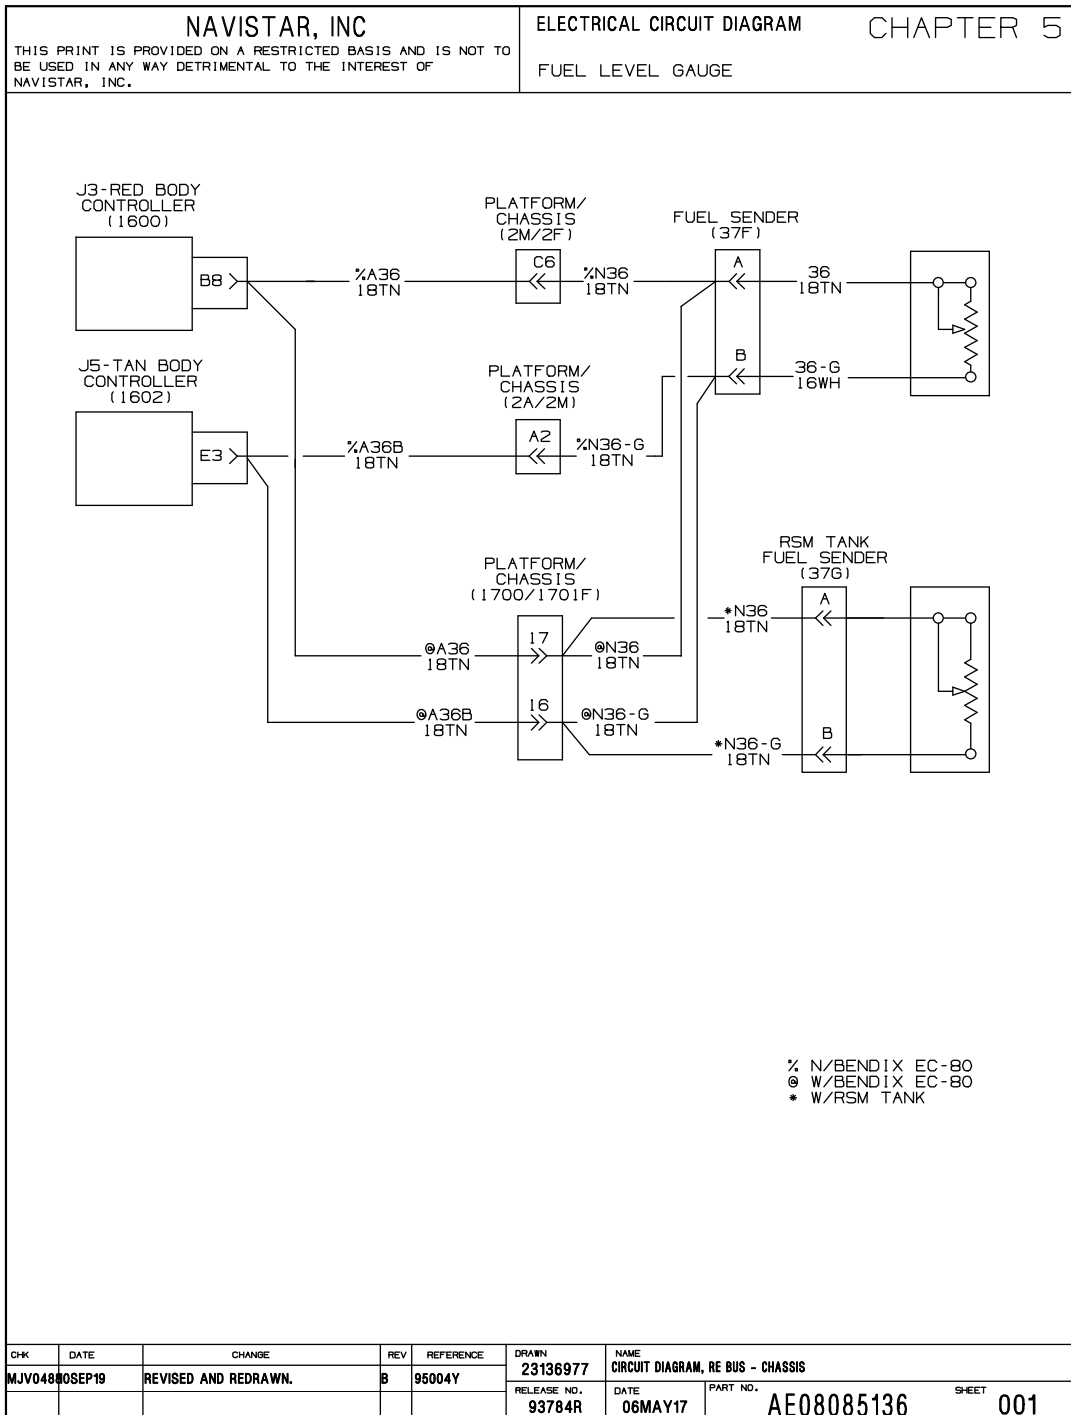 NAVISTAR, INC
THIS PRINT IS PROVIDED ON A RESTRICTED BASIS AND IS NOT TO
BE USED IN ANY WAY DETRIMENTAL TO THE INTEREST OF
NAVISTAR, INC.
ELECTRICAL CIRCUIT DIAGRAM
CHAPTER 5
FUEL LEVEL GAUGE
J3-RED BODY
CONTROLLER
(1600)
B8
%A36
18TN
PLATFORM/
CHASSIS
(2M/2F)
C6
%N36
18TN
FUEL SENDER
(37F)
A
36
18TN
B
36-G
16WH
J5-TAN BODY
CONTROLLER
(1602)
E3
%A36B
18TN
PLATFORM/
CHASSIS
(2A/2M)
A2
%N36-G
18TN
PLATFORM/
CHASSIS
(1700/1701F)
@A36
18TN
17
@N36
18TN
@A36B
18TN
16
@N36-G
18TN
RSM TANK
FUEL SENDER
(37G)
*N36
18TN
A
*N36-G
18TN
B
% N/BENDIX EC-80
@ W/BENDIX EC-80
* W/RSM TANK
CHK DATE CHANGE REV REFERENCE
10SEP19 REVISED AND REDRAWN. B 95004Y
DRAWN
23136977
NAME
CIRCUIT DIAGRAM, RE BUS - CHASSIS
RELEASE NO.
93784R
DATE
06MAY17
PART NO.
AE08085136
SHEET
001